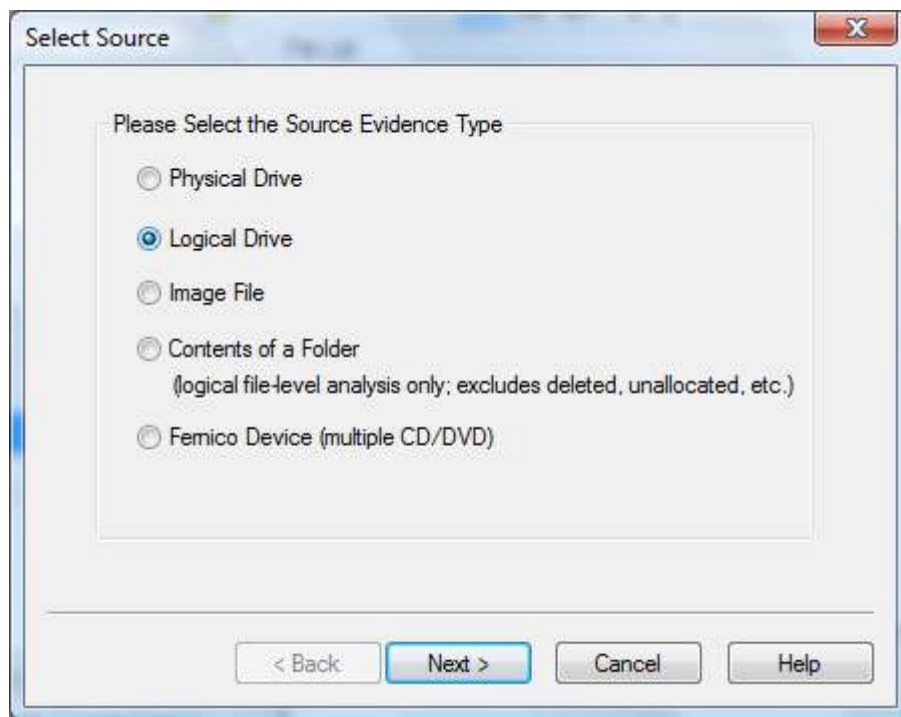 Select Source
Please Select the Source Evidence Type
Physical Drive
Logical Drive
Image File
Contents of a Folder
(logical file-level analysis only; excludes deleted, unallocated, etc.)
Fernico Device (multiple CD/DVD)
< Back
Next >
Cancel
Help